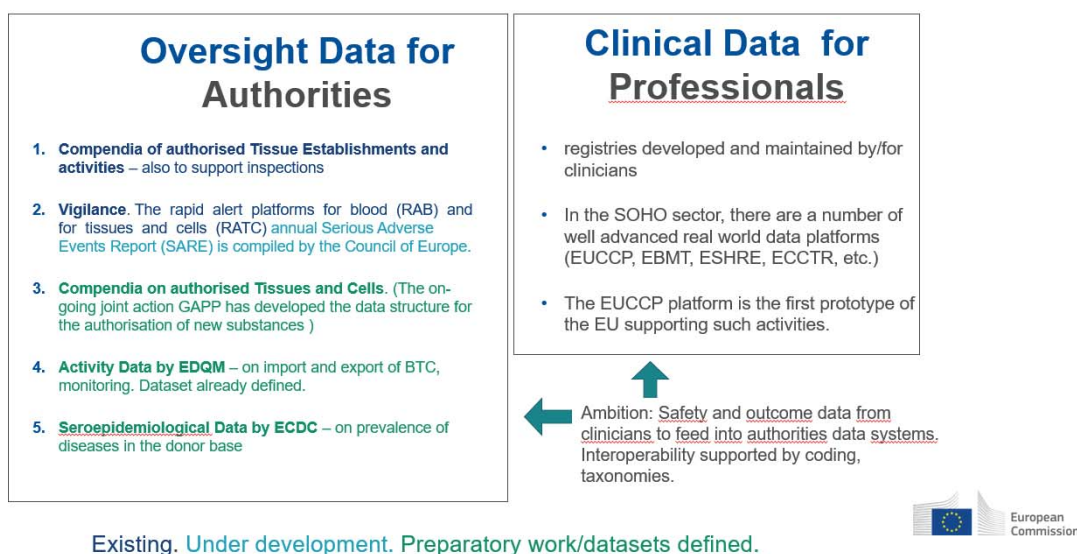 Oversight Data for
Authorities
1. Compendia of authorised Tissue Establishments and
activities – also to support inspections
2. Vigilance. The rapid alert platforms for blood (RAB) and
for tissues and cells (RATC) annual Serious Adverse
Events Report (SARE) is compiled by the Council of Europe.
3. Compendia on authorised Tissues and Cells. (The on-
going joint action GAPP has developed the data structure for
the authorisation of new substances )
4. Activity Data by EDQM – on import and export of BTC,
monitoring. Dataset already defined.
5. Seroepidemiological Data by ECDC – on prevalence of
diseases in the donor base
Clinical Data for
Professionals
• registries developed and maintained by/for
clinicians
• In the SOHO sector, there are a number of
well advanced real world data platforms
(EUCCP, EBMT, ESHRE, ECCTR, etc.)
• The EUCCP platform is the first prototype of
the EU supporting such activities.
Ambition: Safety and outcome data from
clinicians to feed into authorities data systems.
Interoperability supported by coding,
taxonomies.
European
Commission
Existing. Under development. Preparatory work/datasets defined.